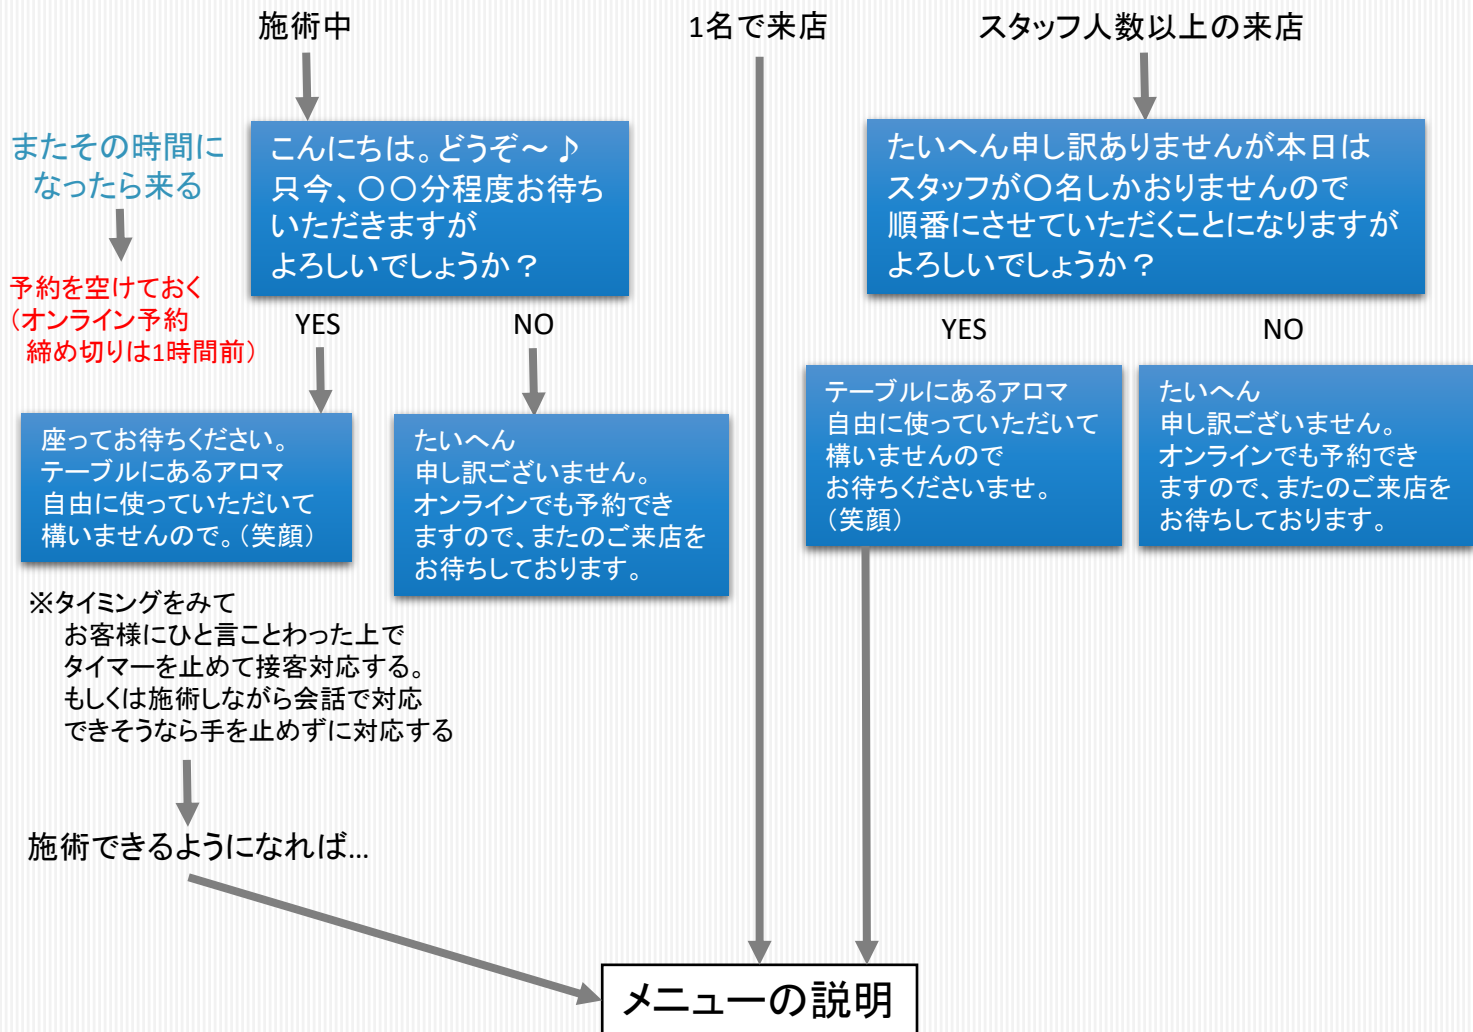 施術中
1名で来店
スタッフ人数以上の来店
またその時間に
なったら来る
予約を空けておく
（オンライン予約
締め切りは1時間前）
こんにちは。どうぞ～♪
只今、〇〇分程度お待ち
いただきますが
よろしいでしょうか？
YES
NO
座ってお待ちください。
テーブルにあるアロマ
自由に使っていただいて
構いませんので。（笑顔）
たいへん
申し訳ございません。
オンラインでも予約でき
ますので、またのご来店を
お待ちしております。
※タイミングをみて
お客様にひと言ことわった上で
タイマーを止めて接客対応する。
もしくは施術しながら会話で対応
できそうなら手を止めずに対応する
施術できるようになれば…
たいへん申し訳ありませんが本日は
スタッフが〇名しかおりませんので
順番にさせていただくことになりますが
よろしいでしょうか？
YES
NO
テーブルにあるアロマ
自由に使っていただいて
構いませんので
お待ちくださいませ。
（笑顔）
たいへん
申し訳ございません。
オンラインでも予約でき
ますので、またのご来店を
お待ちしております。
メニューの説明